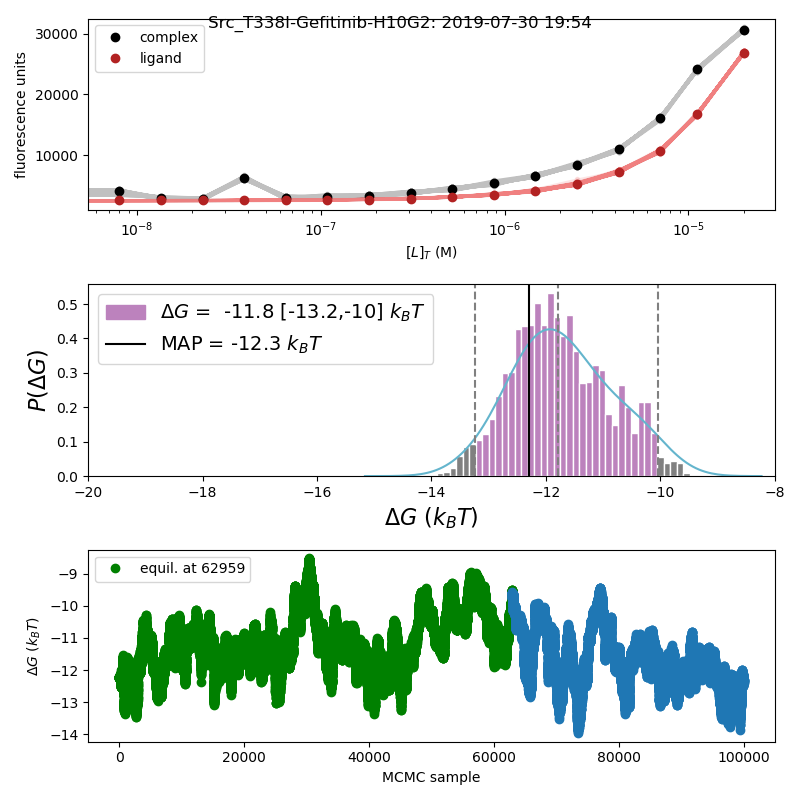 Src_T338I-Gefitinib-H10G2: 2019-07-30 19:54
complex
ligand
30000
20000
10000
fluorescence units
10⁻⁸
10⁻⁷
10⁻⁶
10⁻⁵
[L]_T (M)
ΔG = -11.8 [-13.2,-10] k_BT
MAP = -12.3 k_BT
0.5
0.4
0.3
0.2
0.1
0.0
P(ΔG)
−20
−18
−16
−14
−12
−10
−8
ΔG (k_BT)
equil. at 62959
−9
−10
−11
−12
−13
−14
ΔG (k_BT)
0
20000
40000
60000
80000
100000
MCMC sample